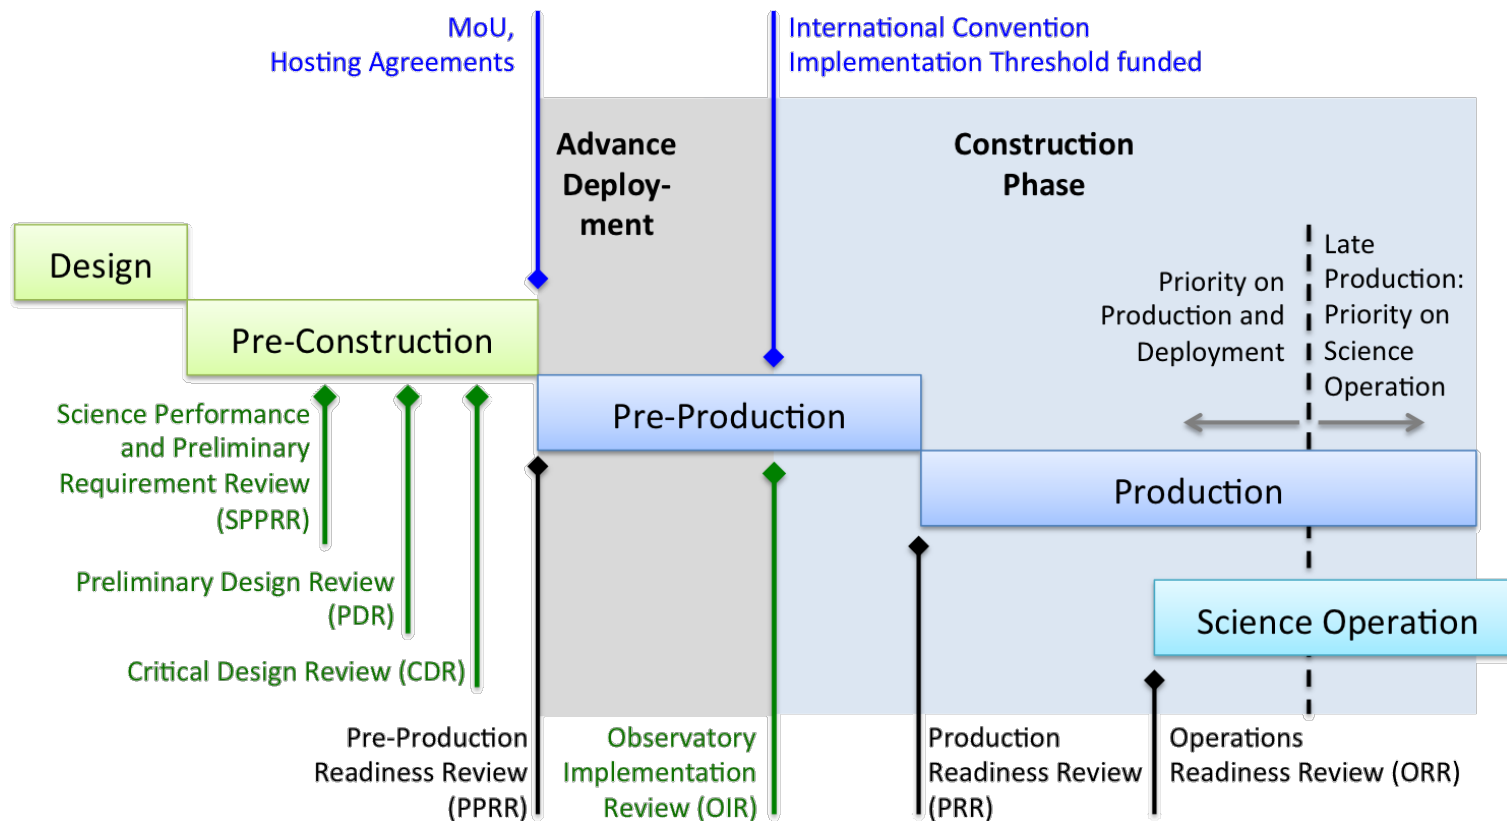 MoU,
Hosting Agreements
International Convention
Implementation Threshold funded
Advance
Deploy-
ment
Construction
Phase
Design
Pre-Construction
Pre-Production
Production
Science Operation
Priority on
Production and
Deployment
Late
Production:
Priority on
Science
Operation
Science Performance
and Preliminary
Requirement Review
(SPPRR)
Preliminary Design Review
(PDR)
Critical Design Review (CDR)
Pre-Production
Readiness Review
(PPRR)
Observatory
Implementation
Review (OIR)
Production
Readiness Review
(PRR)
Operations
Readiness Review (ORR)